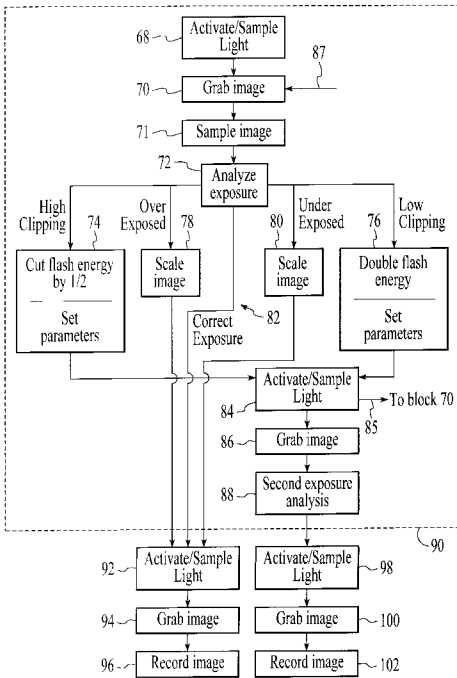 68
Activate/Sample
Light
87
70
Grab image
71
Sample image
72
Analyze
exposure
High
Clipping
74
Over
Exposed
78
80
Under
Exposed
76
Low
Clipping
Cut flash energy
by 1/2
Set
parameters
Scale
image
Scale
image
Double flash
energy
Set
parameters
82
Correct
Exposure
Activate/Sample
Light
84
To block 70
85
86
Grab image
88
Second exposure
analysis
90
92
Activate/Sample
Light
Activate/Sample
Light
98
94
Grab image
Grab image
100
96
Record image
Record image
102